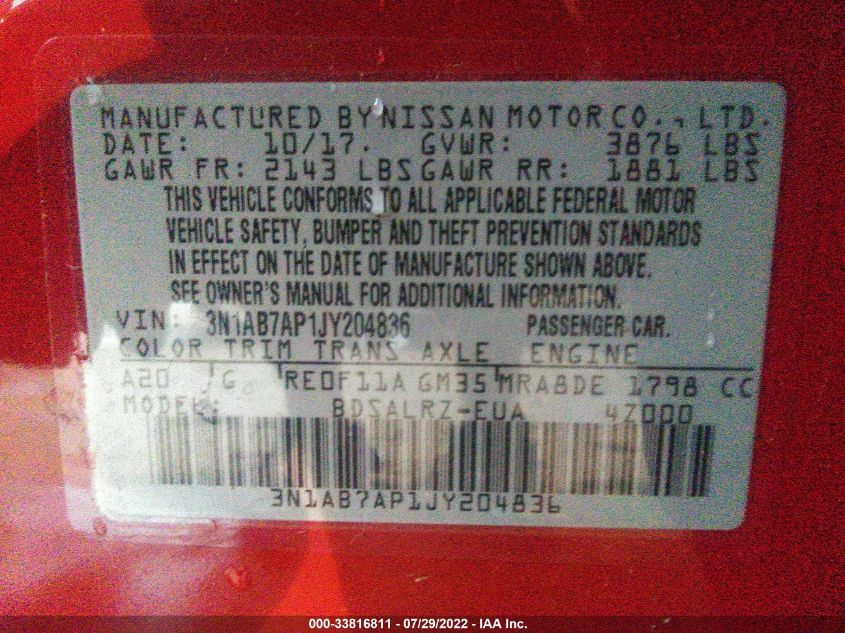 MANUFACTURED BY NISSAN MOTOR CO., LTD.
DATE: 10/17. GVWR: 3876 LBS
GAWR FR: 2143 LBS GAWR RR: 1881 LBS
THIS VEHICLE CONFORMS TO ALL APPLICABLE FEDERAL MOTOR
VEHICLE SAFETY, BUMPER AND THEFT PREVENTION STANDARDS
IN EFFECT ON THE DATE OF MANUFACTURE SHOWN ABOVE.
SEE OWNER'S MANUAL FOR ADDITIONAL INFORMATION.
VIN: 3N1AB7AP1JY204836 PASSENGER CAR.
COLOR TRIM TRANS AXLE ENGINE
A20 G RE0F11A GM35 MRA8DE 1798 CC
MODEL: BDSALRZ-EUA 4Z000
3N1AB7AP1JY204836
000-33816811 - 07/29/2022 - IAA Inc.